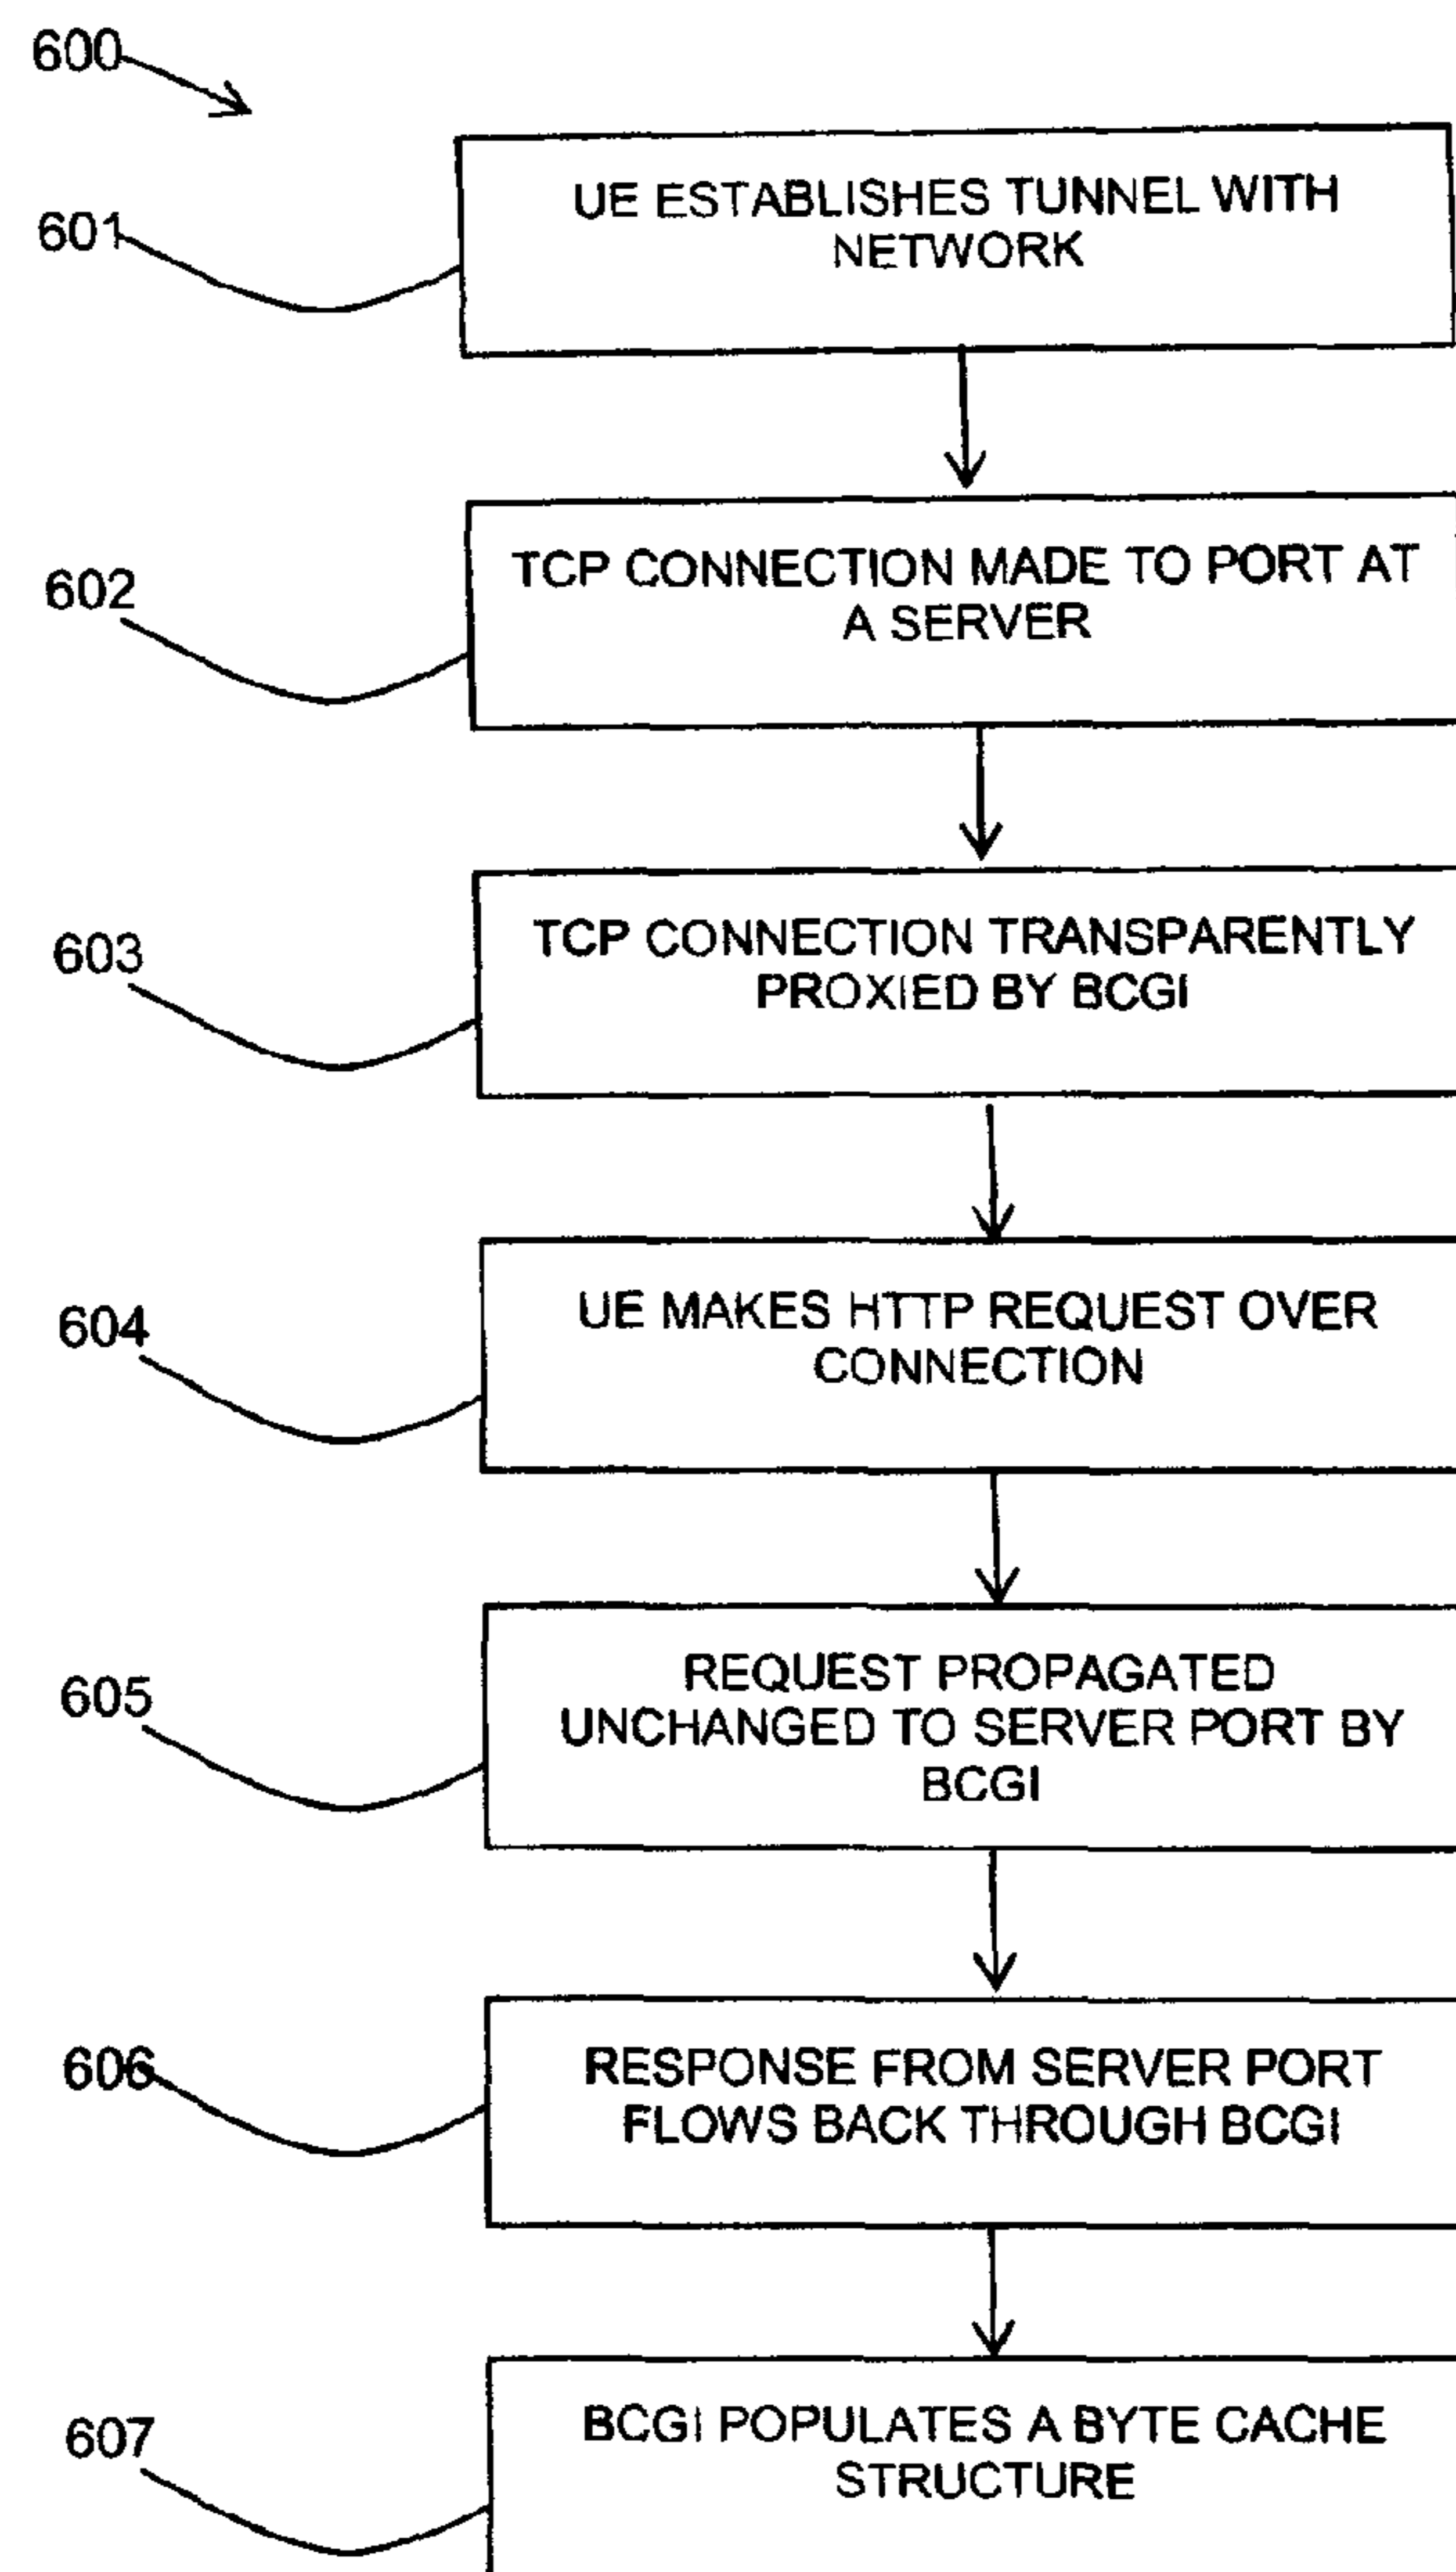 600
601
UE ESTABLISHES TUNNEL WITH
NETWORK
602
TCP CONNECTION MADE TO PORT AT
A SERVER
603
TCP CONNECTION TRANSPARENTLY
PROXIED BY BCGI
604
UE MAKES HTTP REQUEST OVER
CONNECTION
605
REQUEST PROPAGATED
UNCHANGED TO SERVER PORT BY
BCGI
606
RESPONSE FROM SERVER PORT
FLOWS BACK THROUGH BCGI
607
BCGI POPULATES A BYTE CACHE
STRUCTURE